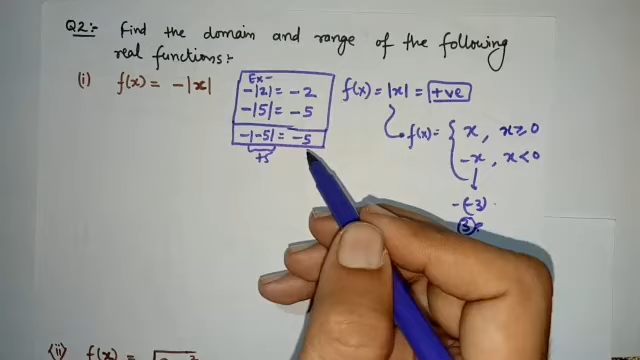 Q2:- Find the domain and range of the following
real functions:-
(i) f(x) = -|x|
Ex-
-|2| = -2
-|5| = -5
-|-5| = -5
+5
f(x) = |x| = +ve
f(x) = { x, x ≥ 0
-x, x < 0
-(-3)
3
(ii) f(x) =